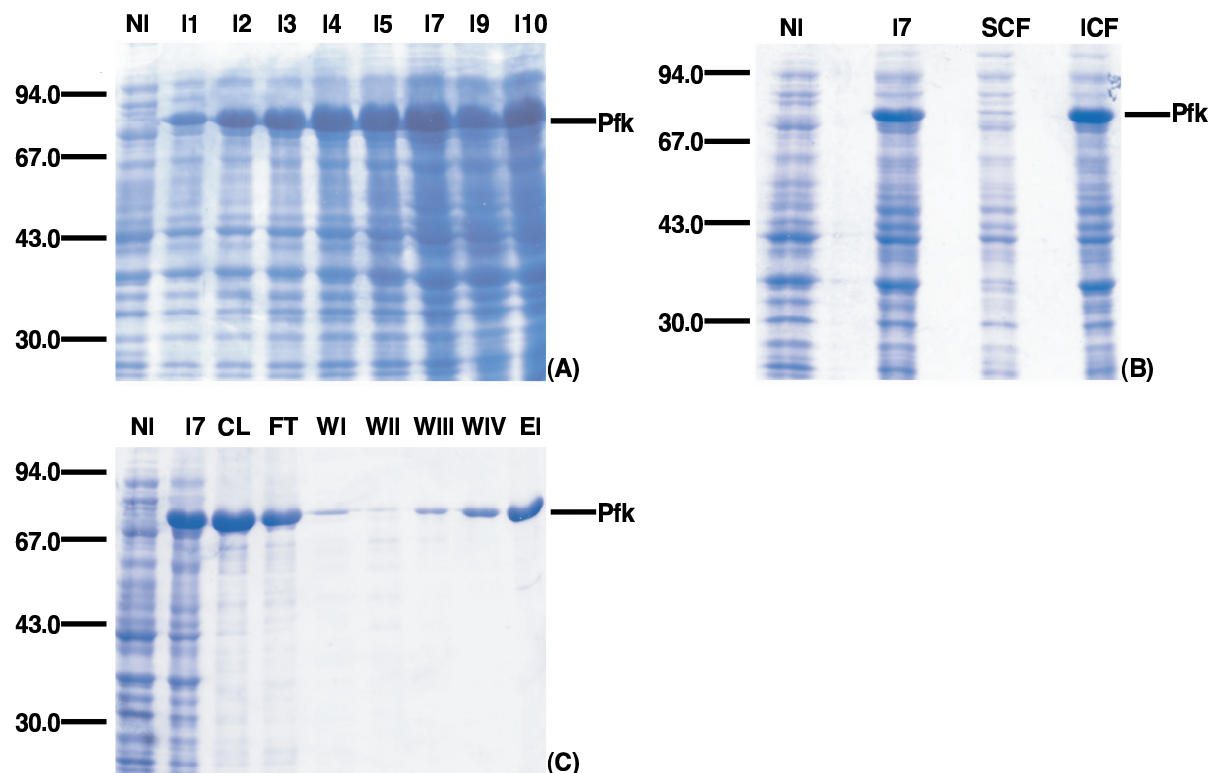 NI I1 I2 I3 I4 I5 I7 I9 I10
94.0
Pfk
67.0
43.0
30.0
(A)
NI I7 SCF ICF
94.0
Pfk
67.0
43.0
30.0
(B)
NI I7 CL FT WI WII WIII WIV EI
94.0
Pfk
67.0
43.0
30.0
(C)